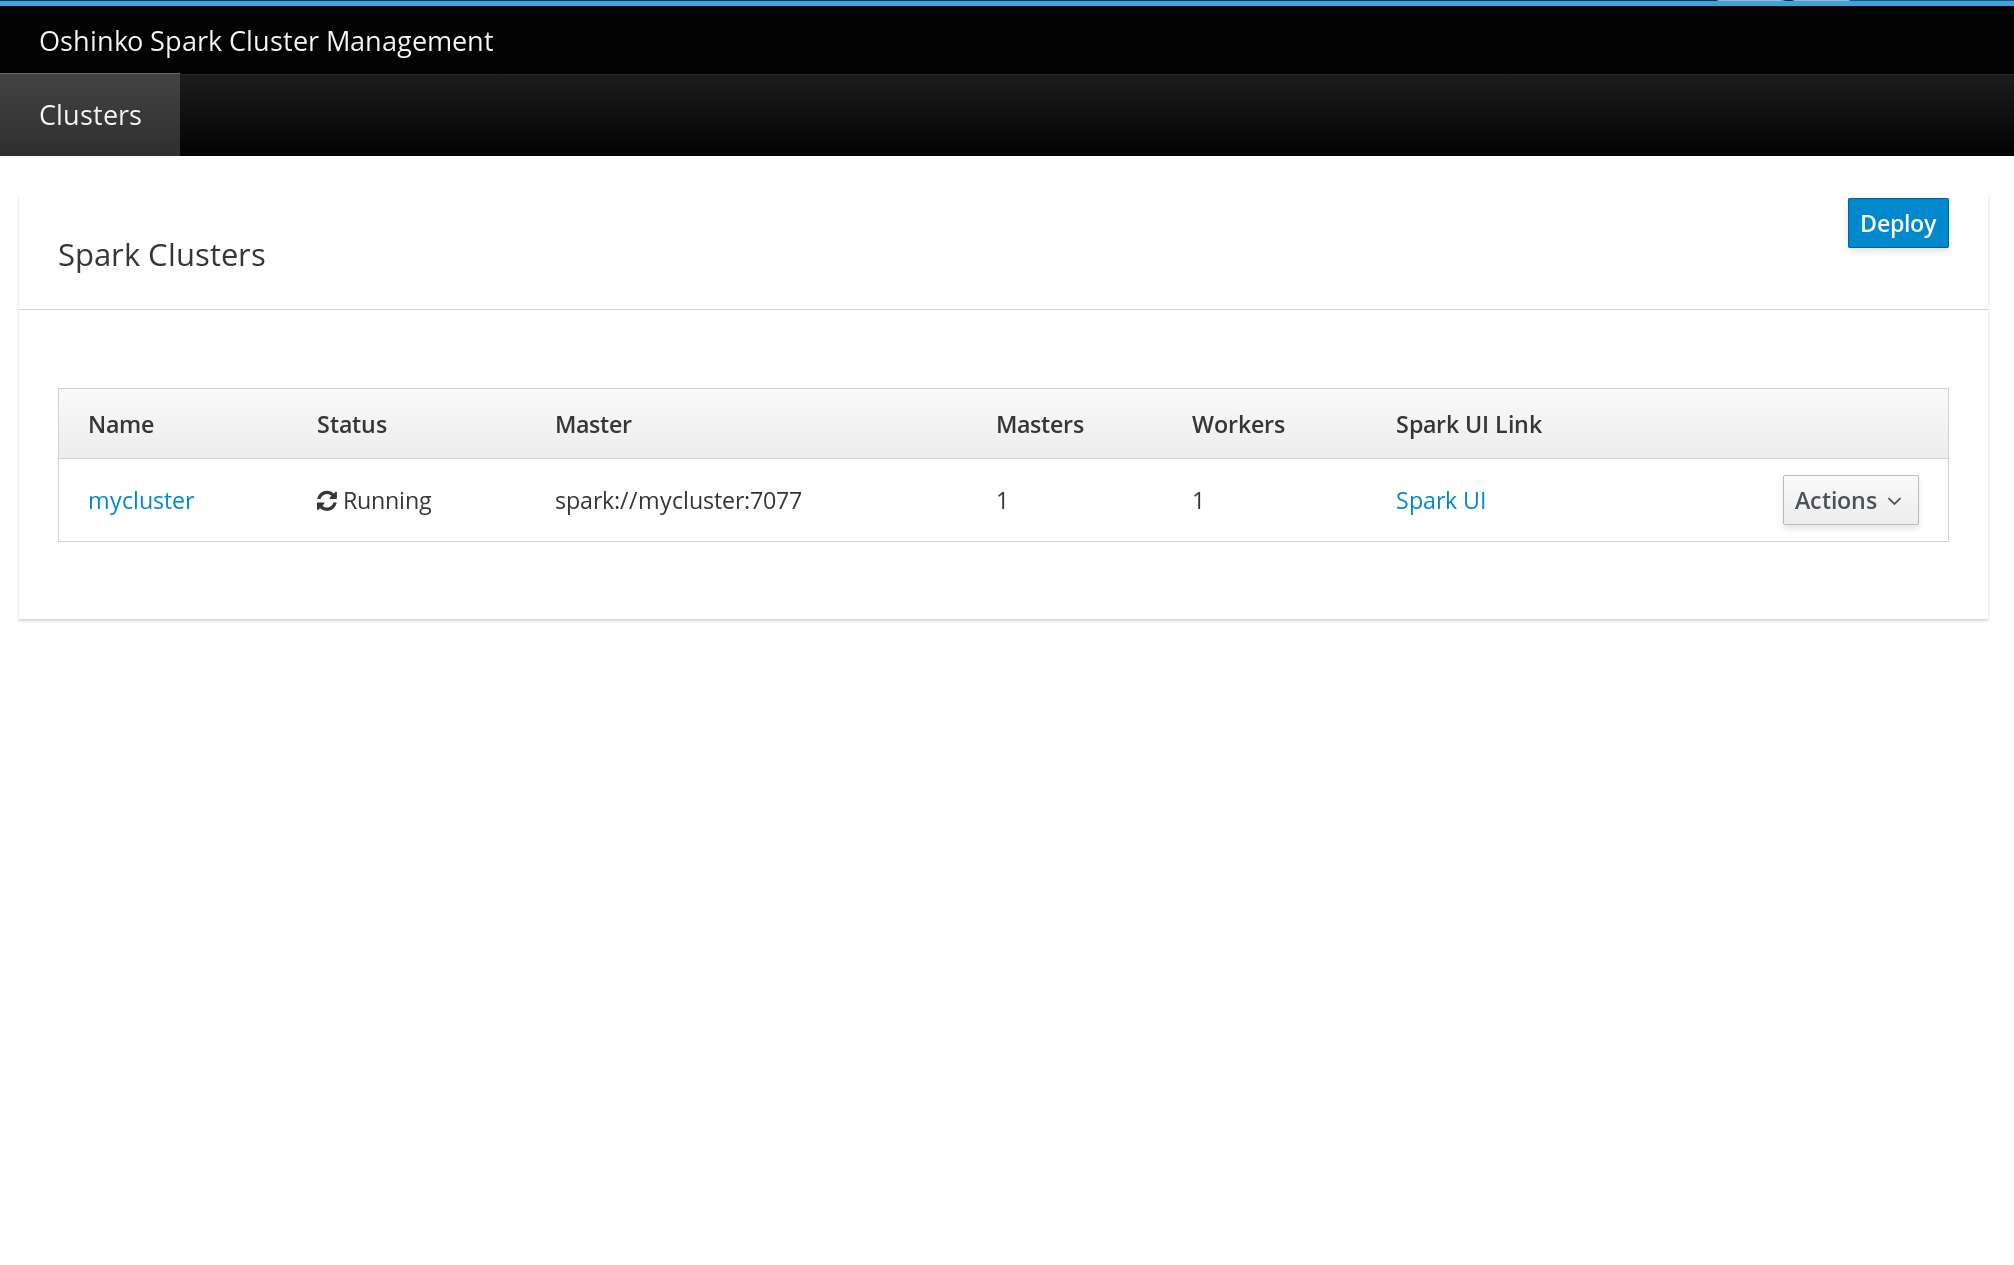 Oshinko Spark Cluster Management
Clusters
Deploy
Spark Clusters
Name Status Master Masters Workers Spark UI Link
mycluster Running spark://mycluster:7077 1 1 Spark UI Actions